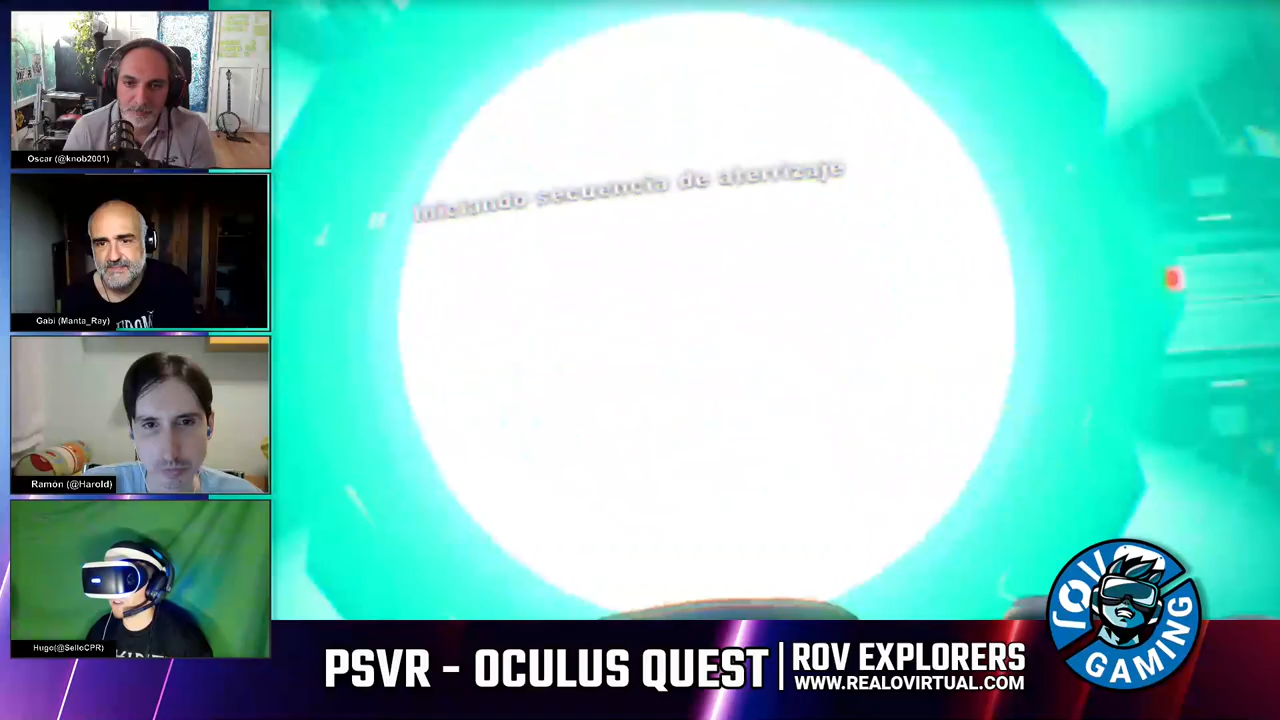 Oscar (@knob2001)
Iniciando secuencia de aterrizaje
Gabi (Manta_Ray)
Ramón (@Harold)
Hugo(@SelloCPR)
PSVR - OCULUS QUEST
ROV EXPLORERS
WWW.REALOVIRTUAL.COM
ROV
GAMING